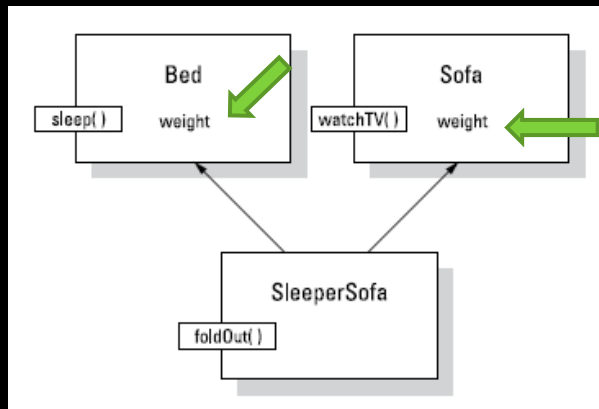 Bed
sleep( )
weight
Sofa
watchTV( )
weight
SleeperSofa
foldOut( )